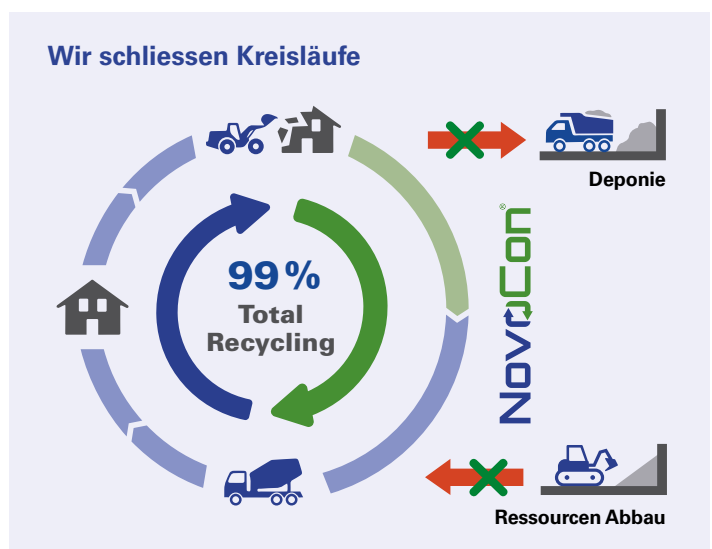 Wir schliessen Kreisläufe
Deponie
99 %
Total
Recycling
NovoCon®
Ressourcen Abbau